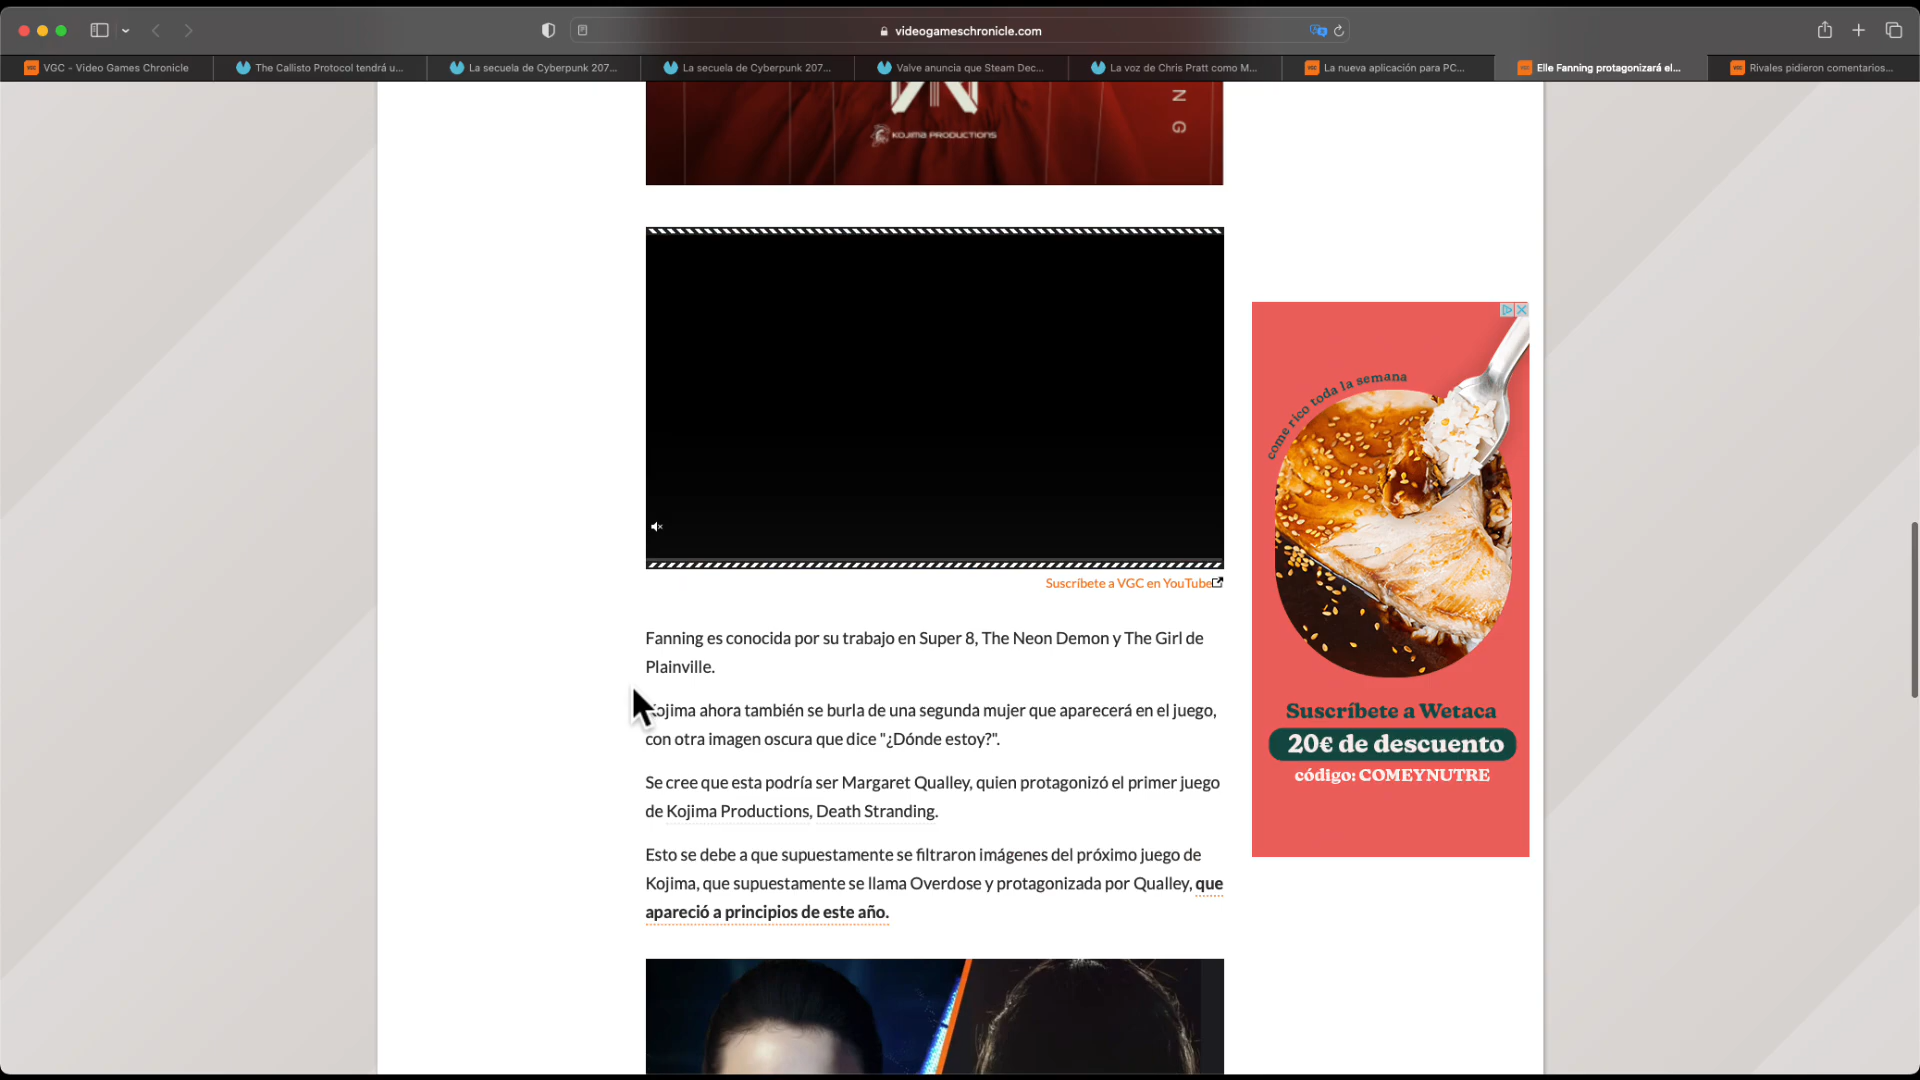 videogameschronicle.com
VGC - Video Games Chronicle
The Callisto Protocol tendrá u...
La secuela de Cyberpunk 207...
La secuela de Cyberpunk 207...
Valve anuncia que Steam Dec...
La voz de Chris Pratt como M...
La nueva aplicación para PC...
Elle Fanning protagonizará el...
Rivales pidieron comentarios...
N
G
KOJIMA PRODUCTIONS
Suscríbete a VGC en YouTube
Fanning es conocida por su trabajo en Super 8, The Neon Demon y The Girl de
Plainville.
Kojima ahora también se burla de una segunda mujer que aparecerá en el juego,
con otra imagen oscura que dice "¿Dónde estoy?".
Se cree que esta podría ser Margaret Qualley, quien protagonizó el primer juego
de Kojima Productions, Death Stranding.
Esto se debe a que supuestamente se filtraron imágenes del próximo juego de
Kojima, que supuestamente se llama Overdose y protagonizada por Qualley, que
apareció a principios de este año.
come rico toda la semana
Suscríbete a Wetaca
20€ de descuento
código: COMEYNUTRE